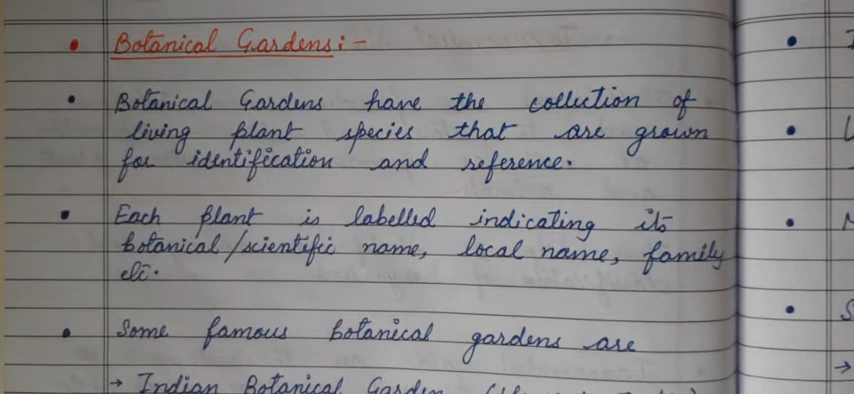 • Botanical Gardens:-
• Botanical Gardens have the collection of
living plant species that are grown
for identification and reference.
• Each plant is labelled indicating its
botanical/scientific name, local name, family
etc.
• Some famous botanical gardens are
→ Indian Botanical Garden